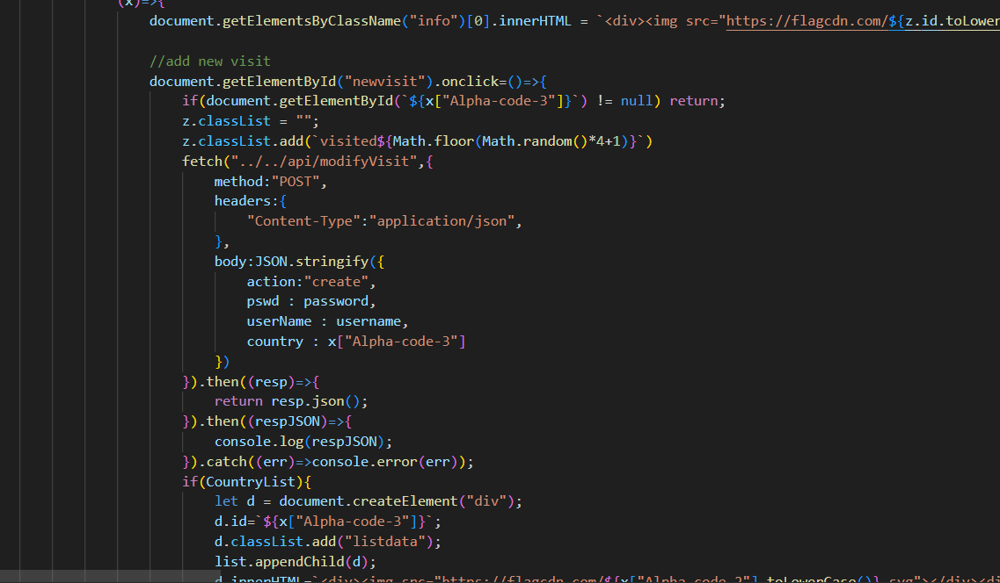 (x)=>{
document.getElementsByClassName("info")[0].innerHTML = `<div><img src="https://flagcdn.com/${z.id.toLower
//add new visit
document.getElementById("newvisit").onclick=()=>{
if(document.getElementById(`${x["Alpha-code-3"]}`) != null) return;
z.classList = "";
z.classList.add(`visited${Math.floor(Math.random()*4+1)}`)
fetch("../../api/modifyVisit",{
method:"POST",
headers:{
"Content-Type":"application/json",
},
body:JSON.stringify({
action:"create",
pswd : password,
userName : username,
country : x["Alpha-code-3"]
})
}).then((resp)=>{
return resp.json();
}).then((respJSON)=>{
console.log(respJSON);
}).catch((err)=>console.error(err));
if(CountryList){
let d = document.createElement("div");
d.id=`${x["Alpha-code-3"]}`;
d.classList.add("listdata");
list.appendChild(d);
d.innerHTML=`<div><img src="https://flagcdn.com/${x["Alpha-code-2"].toLowerCase()}.svg"></div><di